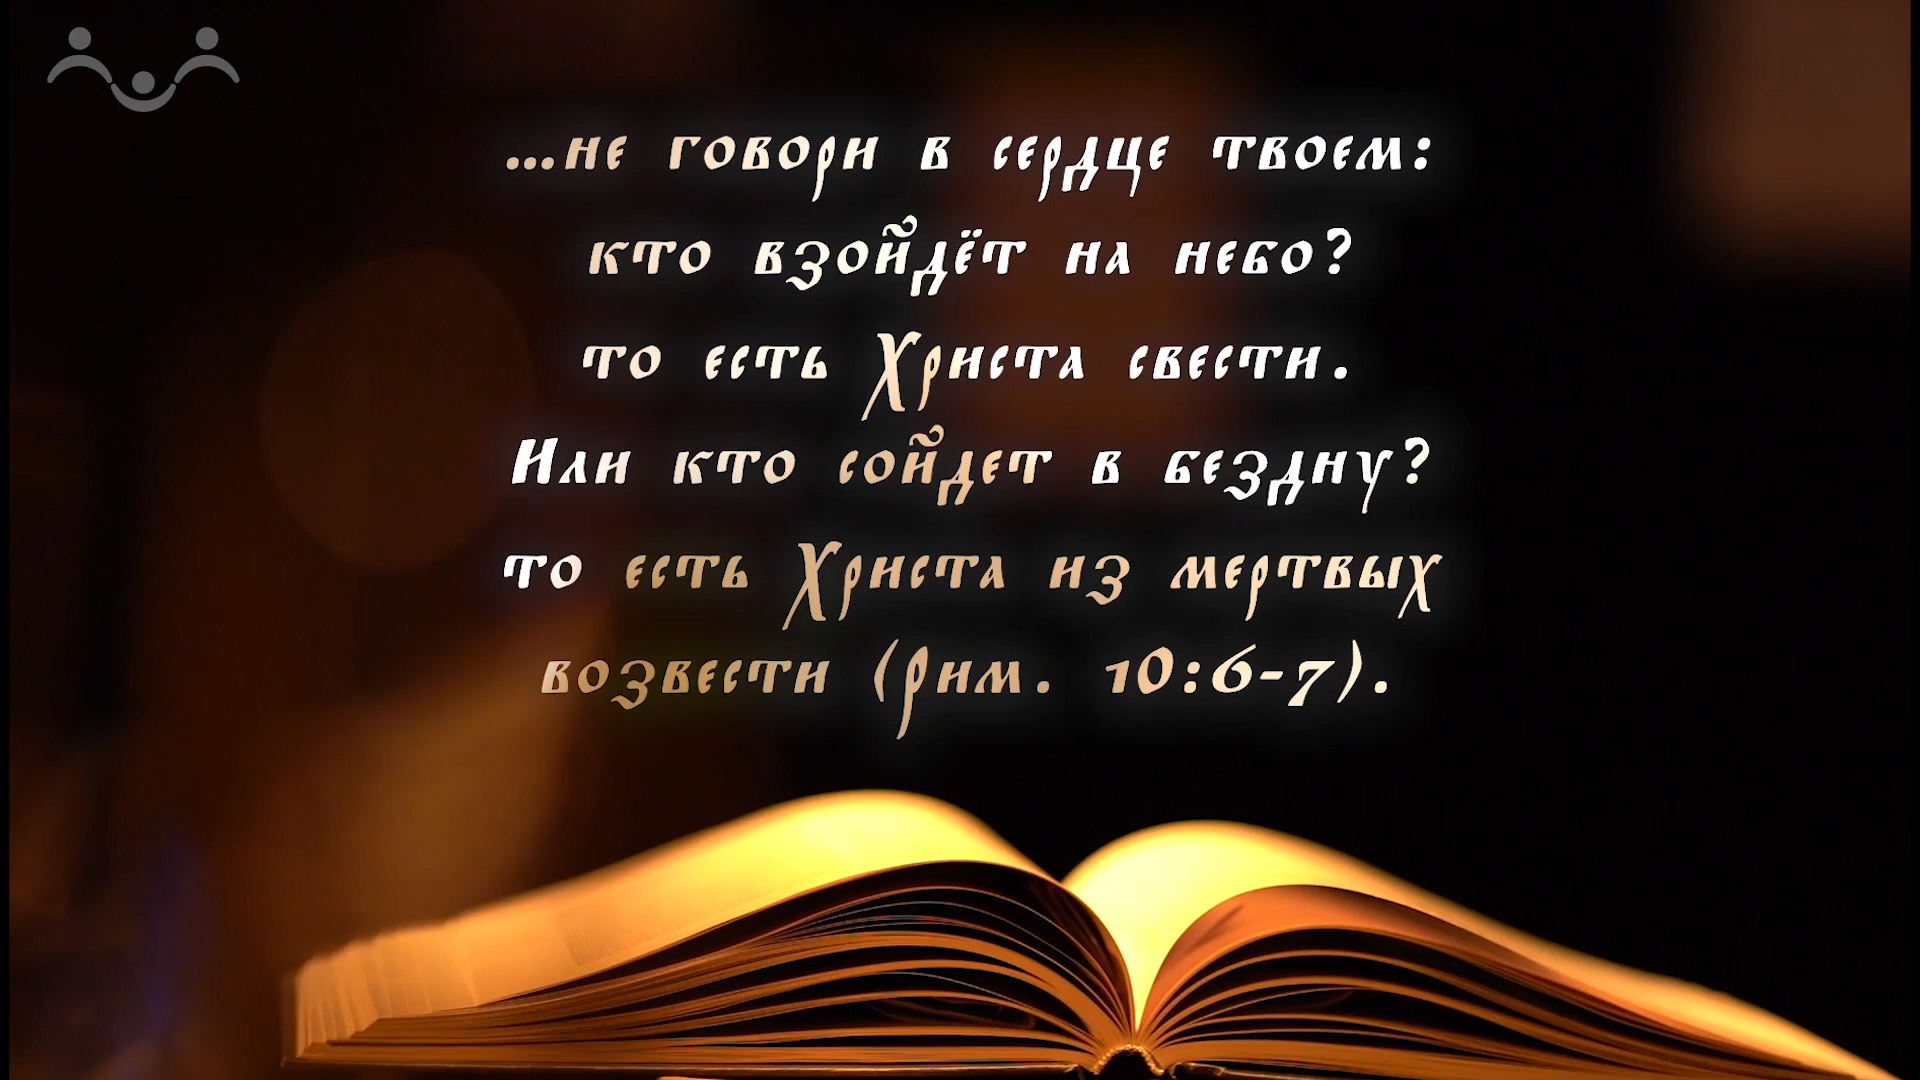 ...не говори в сердце твоем:
кто взойдёт на небо?
то есть Христа свести.
Или кто сойдет в бездну?
то есть Христа из мертвых
возвести (рим. 10:6-7).